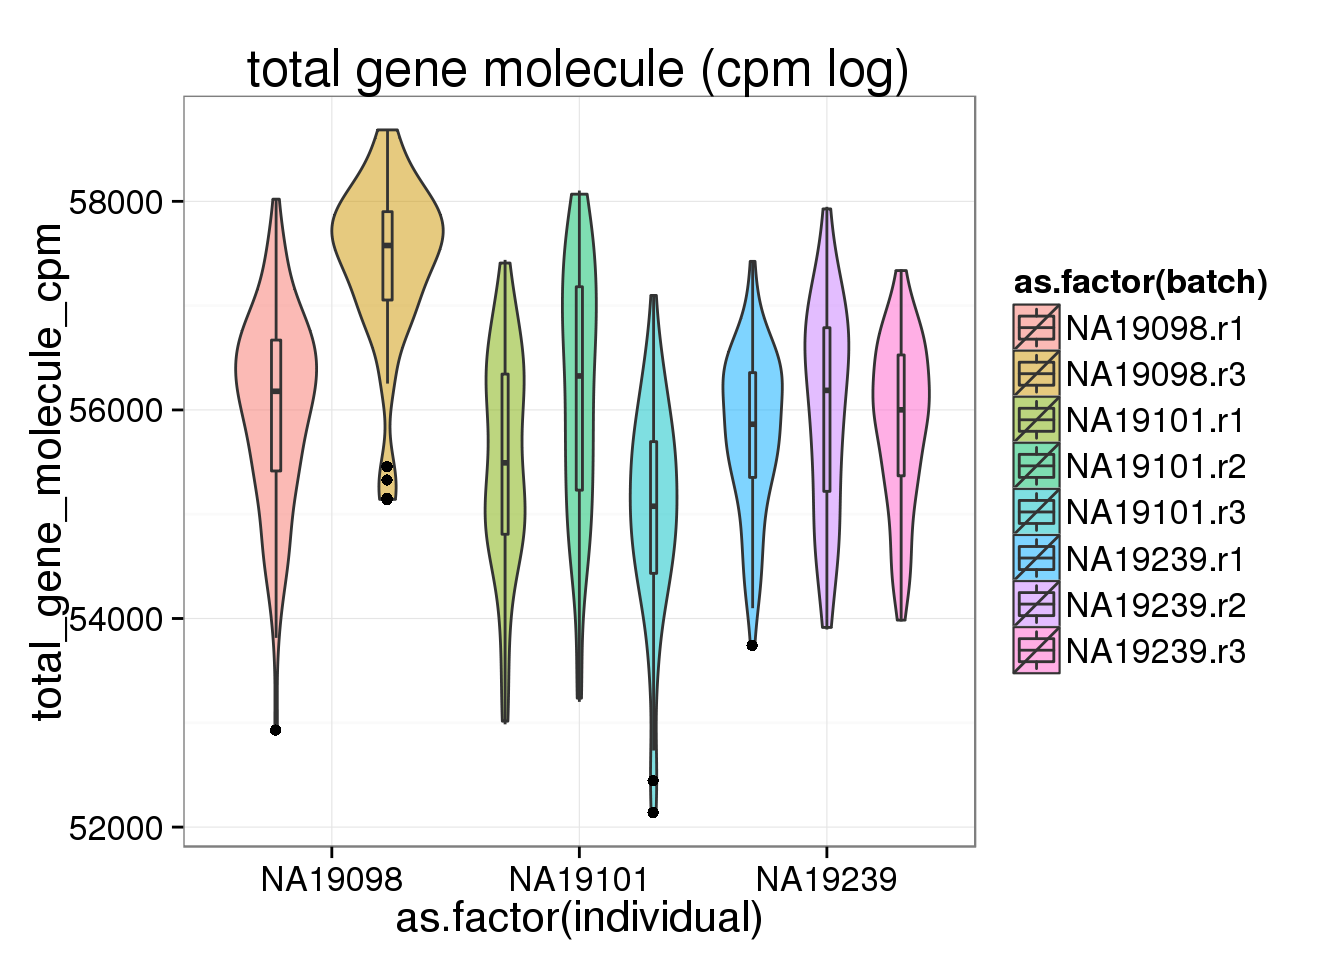 total gene molecule (cpm log)
total_gene_molecule_cpm
58000
56000
54000
52000
NA19098
NA19101
NA19239
as.factor(individual)
as.factor(batch)
NA19098.r1
NA19098.r3
NA19101.r1
NA19101.r2
NA19101.r3
NA19239.r1
NA19239.r2
NA19239.r3